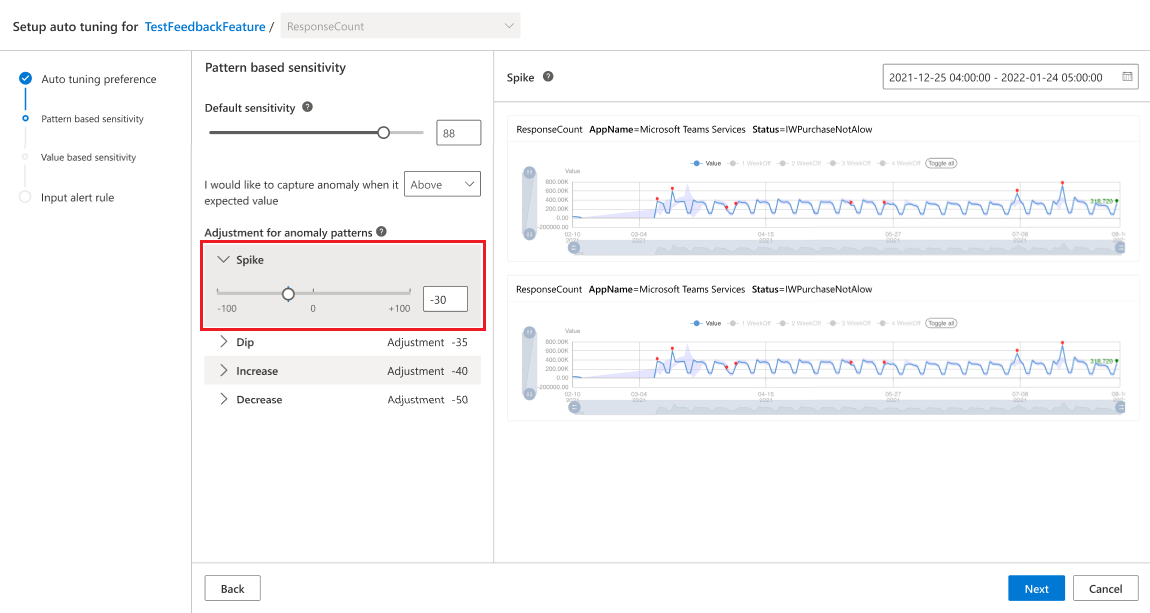 Setup auto tuning for TestFeedbackFeature / ResponseCount
Auto tuning preference
Pattern based sensitivity
Value based sensitivity
Input alert rule
Pattern based sensitivity
Default sensitivity ?
88
I would like to capture anomaly when it Above
expected value
Adjustment for anomaly patterns ?
Spike
-100 0 +100 -30
Dip Adjustment -35
Increase Adjustment -40
Decrease Adjustment -50
Spike ? 2021-12-25 04:00:00 - 2022-01-24 05:00:00
ResponseCount AppName=Microsoft Teams Services Status=IWPurchaseNotAlow
Value 1 WeekOff 2 WeekOff 3 WeekOff 4 WeekOff Toggle all
Value
800.00K
600.00K
400.00K
200.00K
0.00
-200000.00
318,720
02-10 03-04 04-15 05-27 07-08
2021 2021 2021 2021 2021
ResponseCount AppName=Microsoft Teams Services Status=IWPurchaseNotAlow
Value 1 WeekOff 2 WeekOff 3 WeekOff 4 WeekOff Toggle all
Value
800.00K
600.00K
400.00K
200.00K
0.00
-200000.00
318,720
02-10 03-04 04-15 05-27 07-08
2021 2021 2021 2021 2021
Back Next Cancel